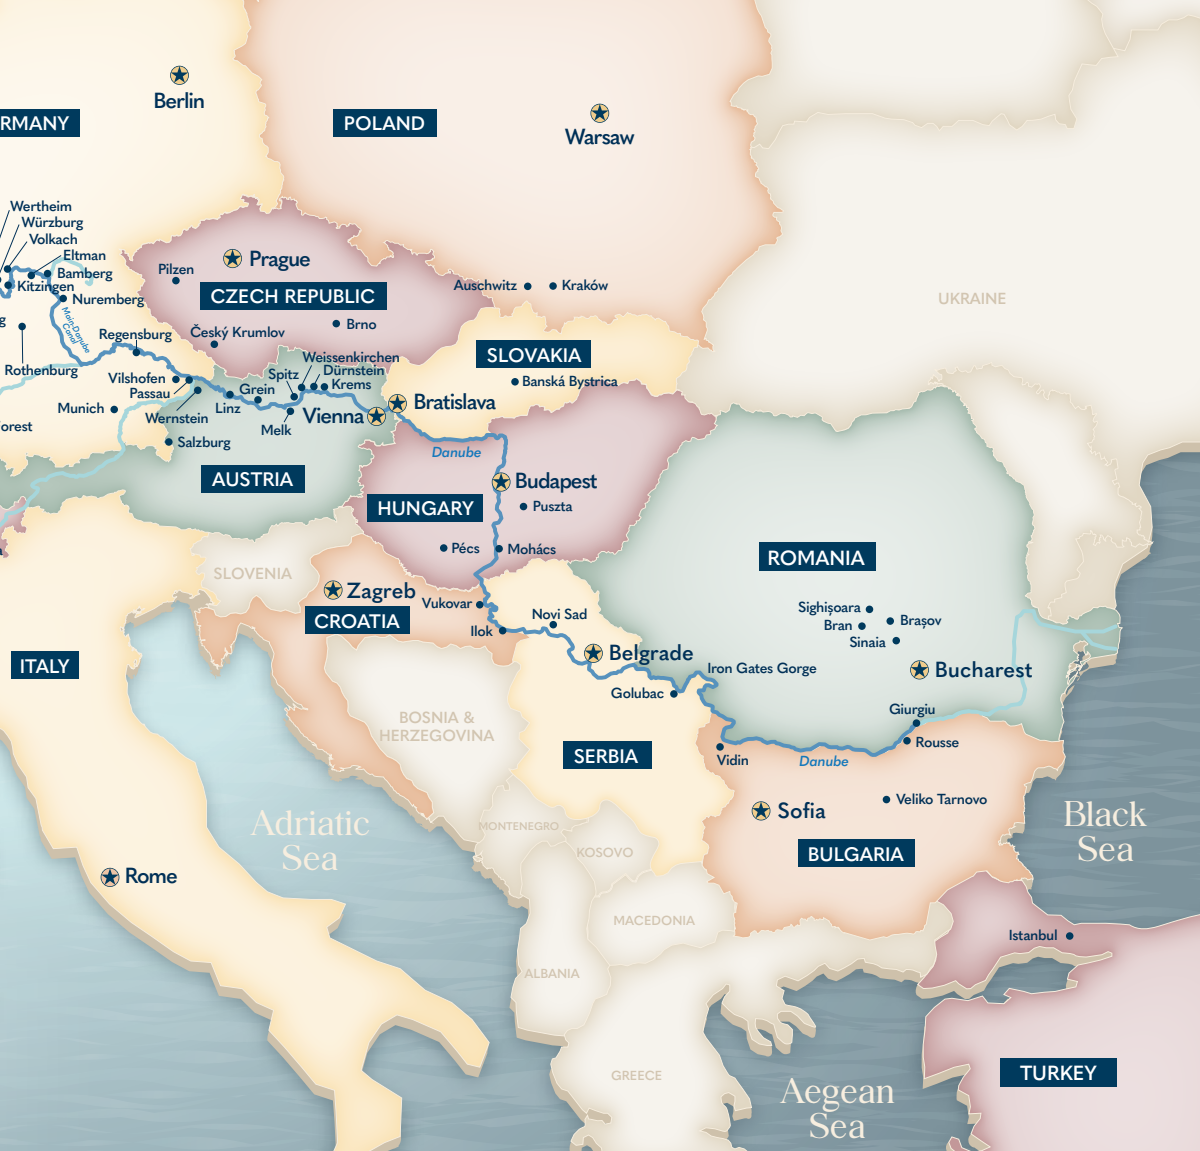 Berlin
RMANY
POLAND
Warsaw
Wertheim
Würzburg
Volkach
Eltman
Bamberg
Kitzingen
Nuremberg
Main-Danube
Canal
Pilzen
Prague
CZECH REPUBLIC
Auschwitz
Kraków
UKRAINE
g
Regensburg
Český Krumlov
Brno
SLOVAKIA
Rothenburg
Weissenkirchen
Dürnstein
Spitz
Krems
Banská Bystrica
Vilshofen
Passau
Grein
Munich
Wernstein
Linz
Vienna
Bratislava
orest
Melk
Salzburg
Danube
AUSTRIA
Budapest
HUNGARY
Puszta
Pécs
Mohács
ROMANIA
SLOVENIA
Zagreb
Vukovar
CROATIA
Ilok
Novi Sad
Sighișoara
Bran
Brașov
Sinaia
ITALY
Belgrade
Iron Gates Gorge
Bucharest
Golubac
BOSNIA &
HERZEGOVINA
Giurgiu
Rousse
SERBIA
Vidin
Danube
Adriatic
Sea
MONTENEGRO
KOSOVO
Sofia
Veliko Tarnovo
Black
Sea
BULGARIA
Rome
MACEDONIA
Istanbul
ALBANIA
GREECE
TURKEY
Aegean
Sea